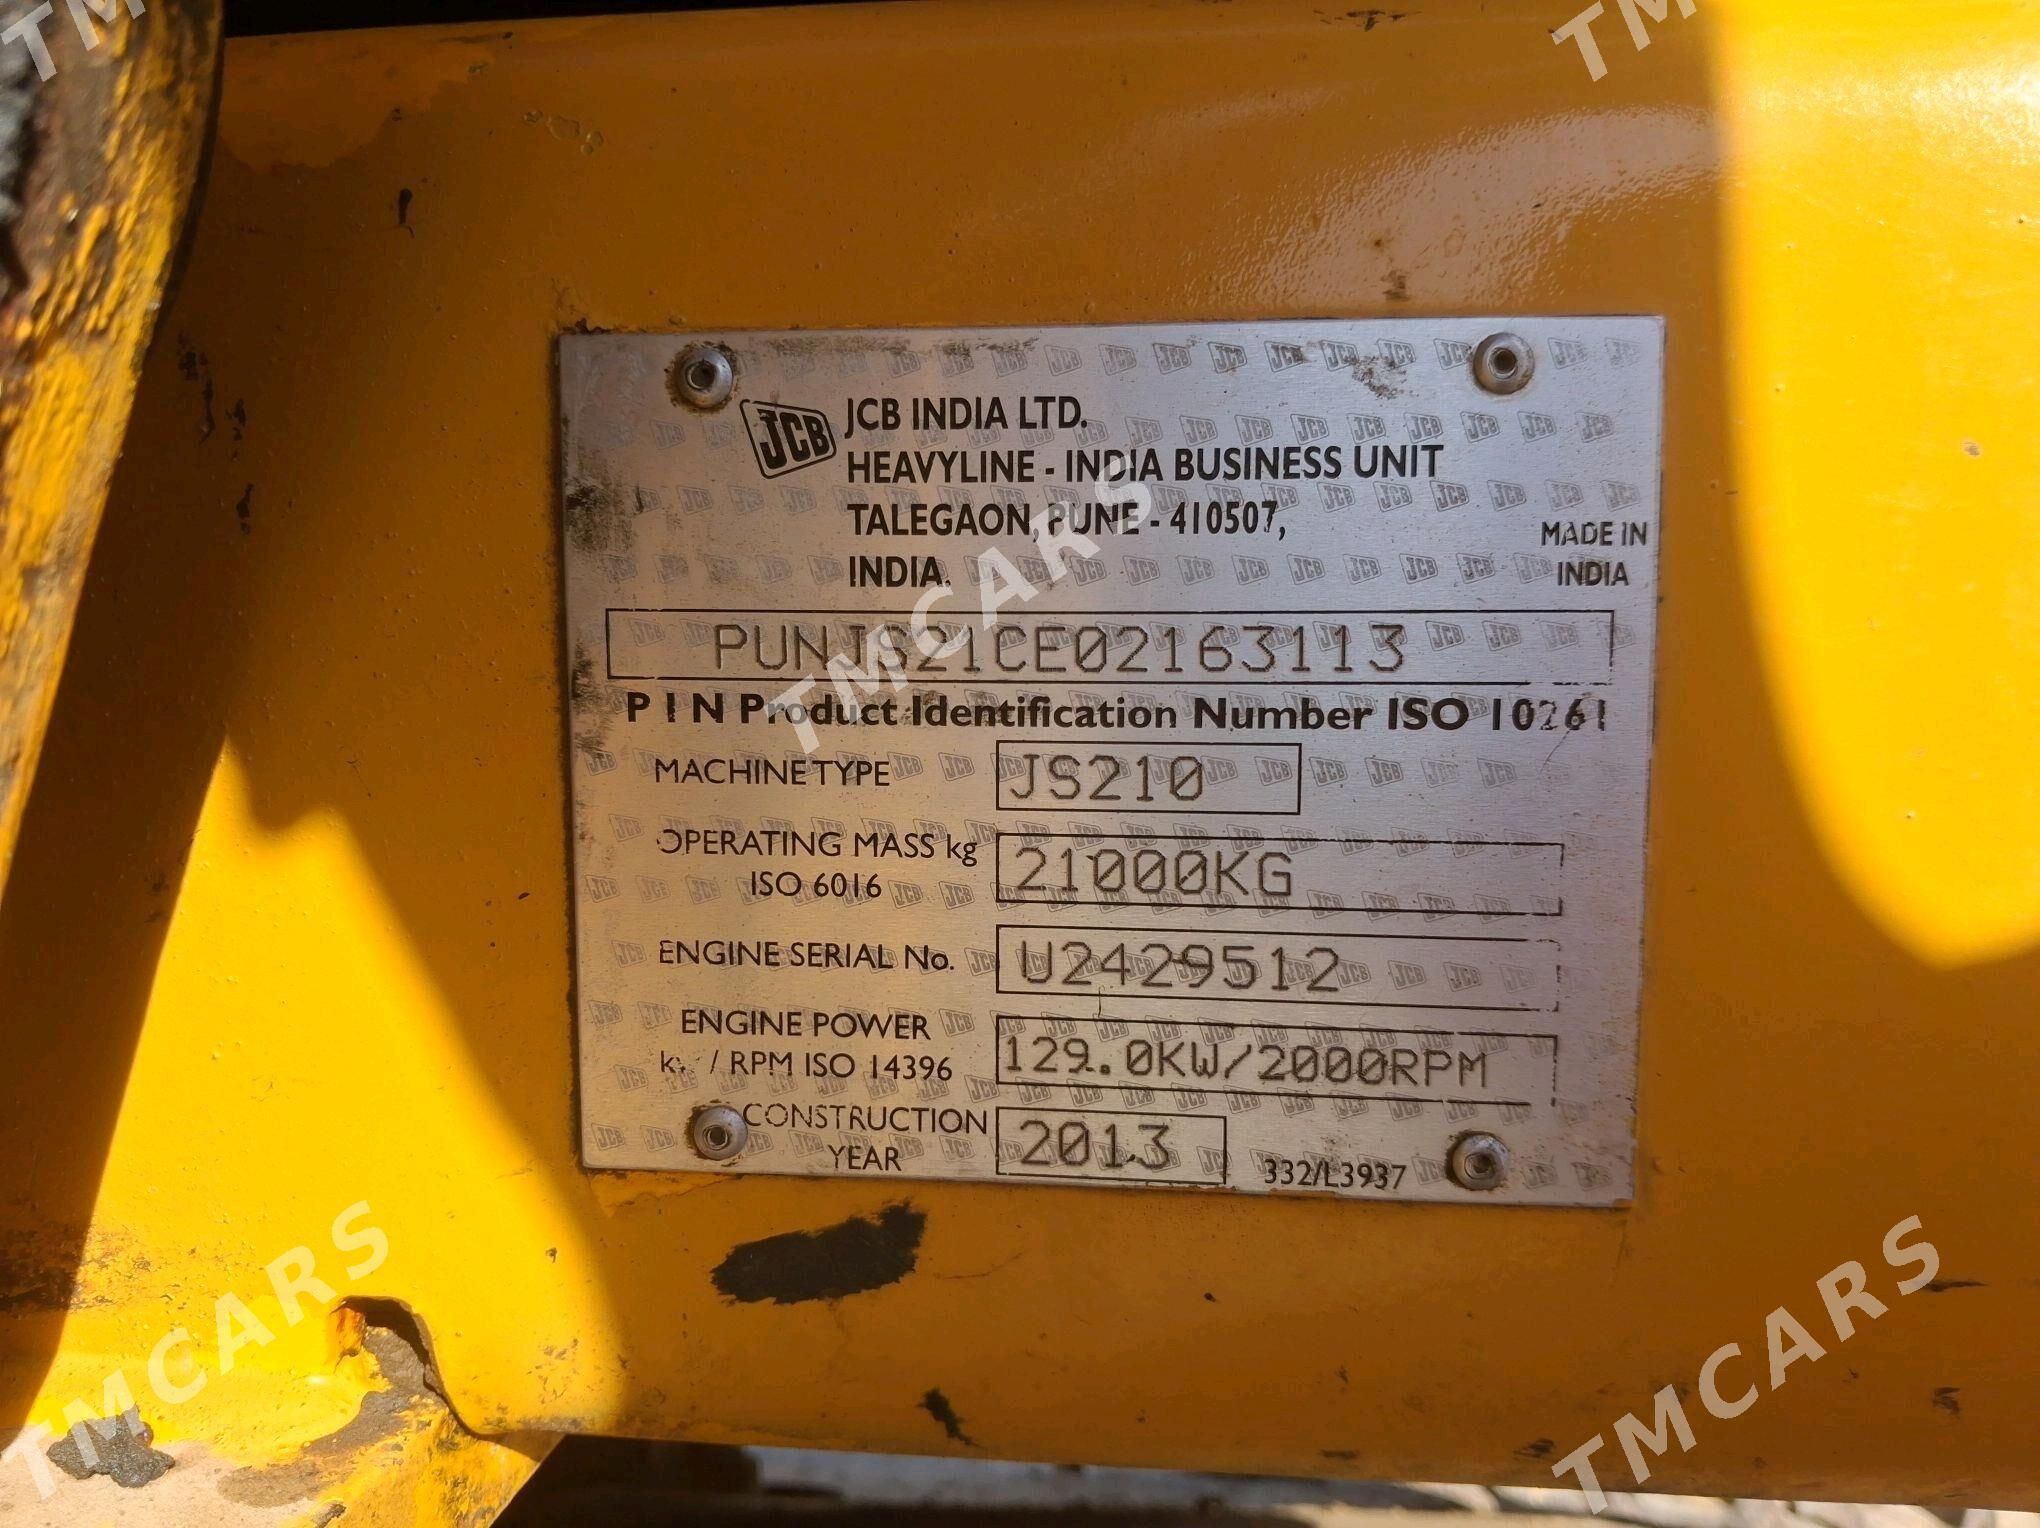 JCB JCB INDIA LTD.
HEAVYLINE - INDIA BUSINESS UNIT
TALEGAON, PUNE - 410507,
INDIA.
MADE IN
INDIA
PUNJS21CE02163113
P I N Product Identification Number ISO 10261
MACHINE TYPE JS210
OPERATING MASS kg
ISO 6016
21000KG
ENGINE SERIAL No. U2429512
ENGINE POWER
/ RPM ISO 14396
129.0KW/2000RPM
CONSTRUCTION
YEAR
2013
332/L3937
TMCARS
TMCARS
TMCARS